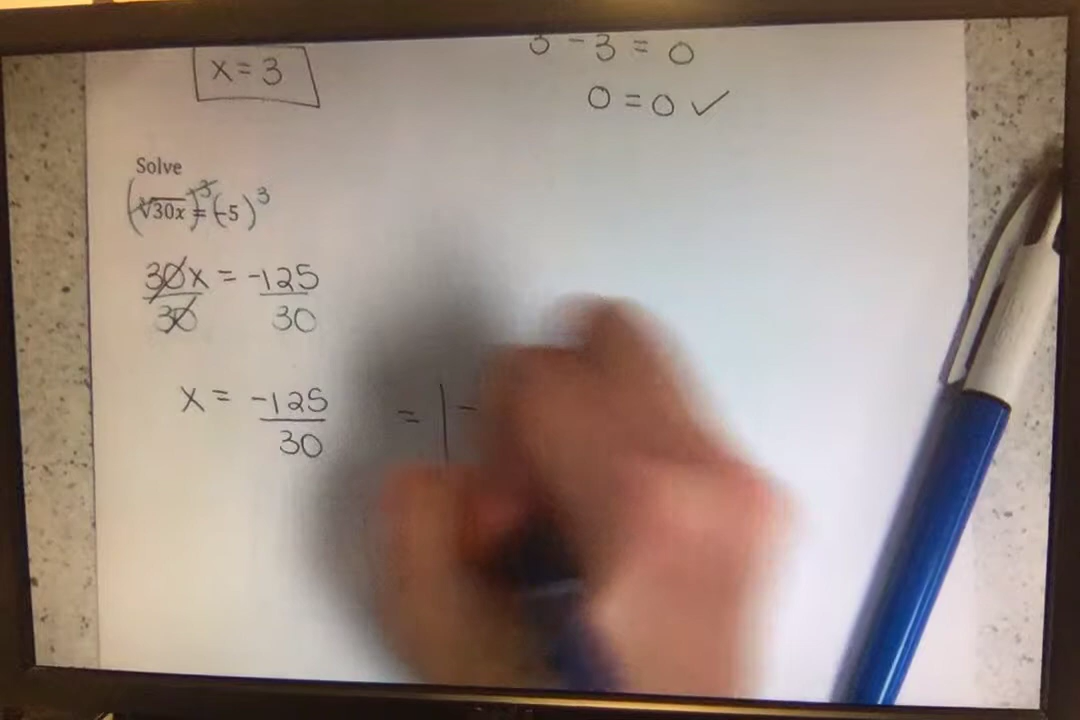 x = 3
3 - 3 = 0
0 = 0 ✓
Solve
(∛30x)³ = (-5)³
30x = -125
30 30
x = -125 = | -
30